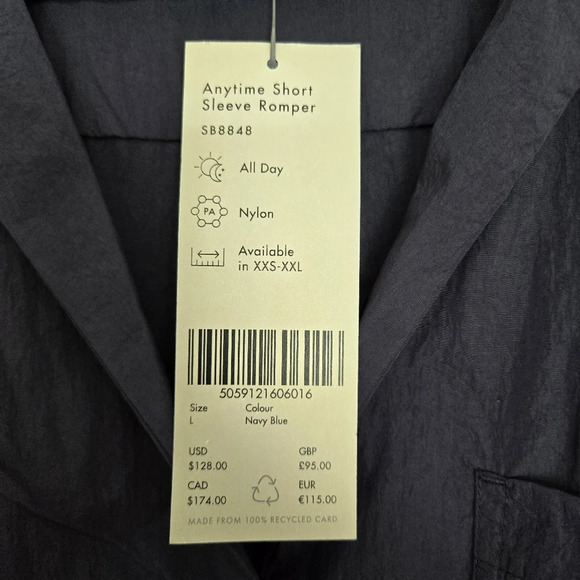 Anytime Short
Sleeve Romper
SB8848
All Day
PA
Nylon
Available
in XXS-XXL
5059121606016
Size Colour
L Navy Blue
USD GBP
$128.00 £95.00
CAD EUR
$174.00 €115.00
MADE FROM 100% RECYCLED CARD